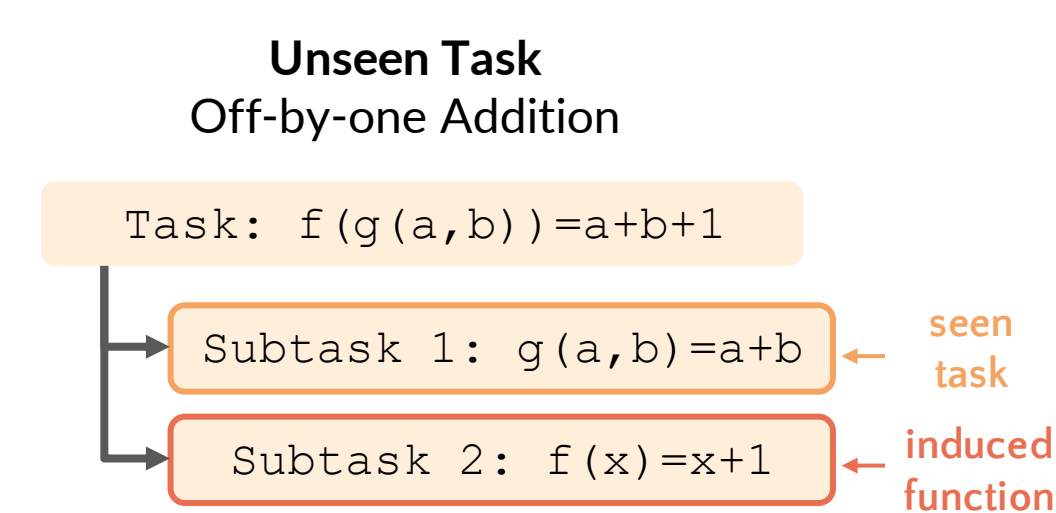 Unseen Task
Off-by-one Addition
Task: f(g(a,b))=a+b+1
Subtask 1: g(a,b)=a+b
seen
task
Subtask 2: f(x)=x+1
induced
function